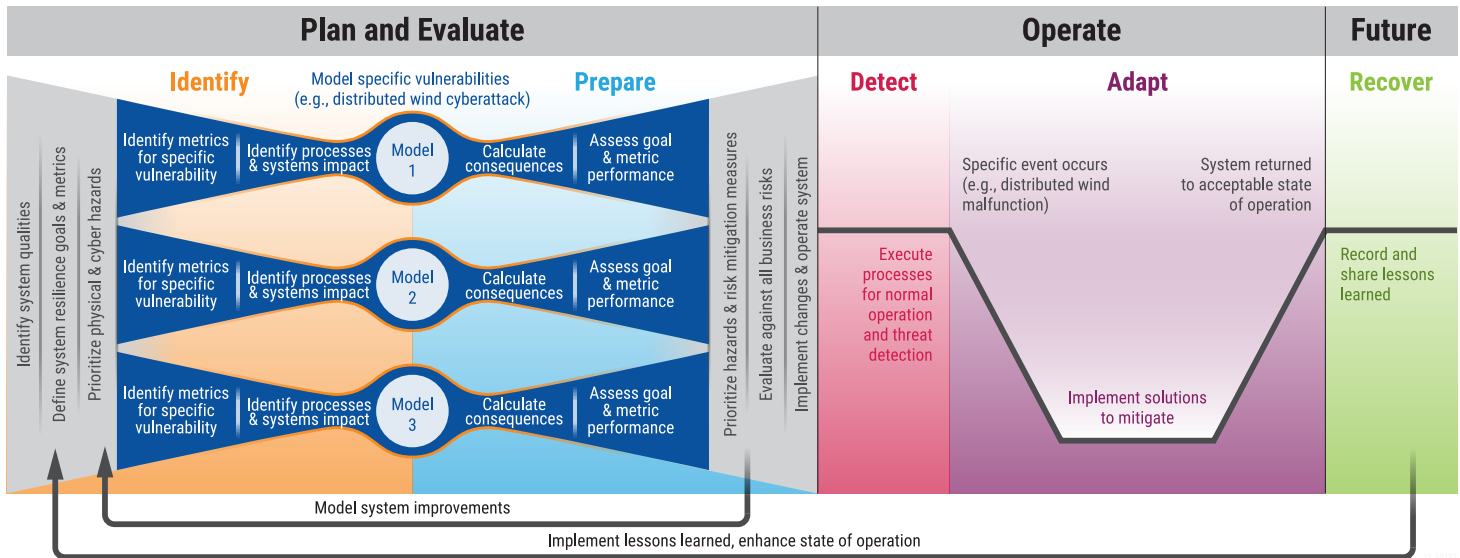 Plan and Evaluate
Operate
Future
Identify
Model specific vulnerabilities
(e.g., distributed wind cyberattack)
Prepare
Detect
Adapt
Recover
Identify system qualities
Define system resilience goals & metrics
Prioritize physical & cyber hazards
Identify metrics
for specific
vulnerability
Identify processes
& systems impact
Model
1
Calculate
consequences
Assess goal
& metric
performance
Identify metrics
for specific
vulnerability
Identify processes
& systems impact
Model
2
Calculate
consequences
Assess goal
& metric
performance
Identify metrics
for specific
vulnerability
Identify processes
& systems impact
Model
3
Calculate
consequences
Assess goal
& metric
performance
Prioritize hazards & risk mitigation measures
Evaluate against all business risks
Implement changes & operate system
Execute
processes
for normal
operation
and threat
detection
Specific event occurs
(e.g., distributed wind
malfunction)
System returned
to acceptable state
of operation
Implement solutions
to mitigate
Record and
share lessons
learned
Model system improvements
Implement lessons learned, enhance state of operation